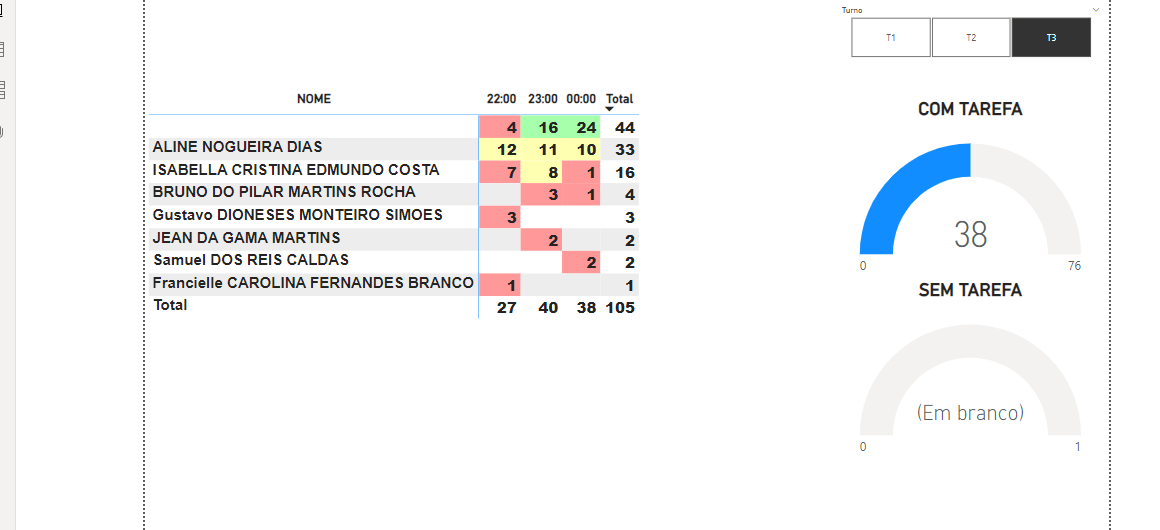 Turno
T1 T2 T3
NOME 22:00 23:00 00:00 Total
4 16 24 44
ALINE NOGUEIRA DIAS 12 11 10 33
ISABELLA CRISTINA EDMUNDO COSTA 7 8 1 16
BRUNO DO PILAR MARTINS ROCHA 3 1 4
Gustavo DIONESES MONTEIRO SIMOES 3 3
JEAN DA GAMA MARTINS 2 2
Samuel DOS REIS CALDAS 2 2
Francielle CAROLINA FERNANDES BRANCO 1 1
Total 27 40 38 105
COM TAREFA
38
0 76
SEM TAREFA
(Em branco)
0 1